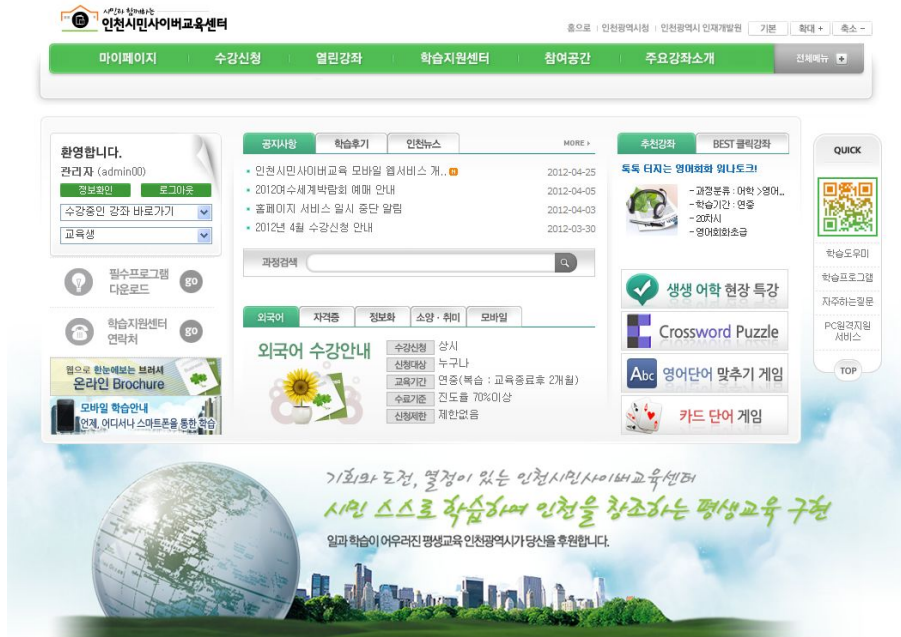 시민과 함께하는
인천시민사이버교육센터
홈으로 | 인천광역시청 | 인천광역시 인재개발원 기본 확대 + 축소 -
마이페이지 수강신청 열린강좌 학습지원센터 참여공간 주요강좌소개 전체메뉴 +
환영합니다.
관리자 (admin00)
정보확인 로그아웃
수강중인 강좌 바로가기
교육생
필수프로그램
다운로드
go
학습지원센터
연락처
go
웹으로 한눈에보는 브러셔
온라인 Brochure
모바일 학습안내
언제, 어디서나 스마트폰을 통한 학습
공지사항 학습후기 인천뉴스 MORE
인천시민사이버교육 모바일 웹서비스 개.. 2012-04-25
2012여수세계박람회 예매 안내 2012-04-05
홈페이지 서비스 일시 중단 알림 2012-04-03
2012년 4월 수강신청 안내 2012-03-30
과정검색
외국어 자격증 정보화 소양 · 취미 모바일
외국어 수강안내
수강신청 상시
신청대상 누구나
교육기간 연중(복습 : 교육종료후 2개월)
수료기준 진도율 70%이상
신청제한 제한없음
추천강좌 BEST 클릭강좌
톡톡 터지는 영어회화 워니토크!
- 과정분류 : 어학 >영어..
- 학습기간 : 연중
- 20차시
- 영어회화초급
생생 어학 현장 특강
Crossword Puzzle
Abc 영어단어 맞추기 게임
카드 단어 게임
QUICK
학습도우미
학습프로그램
자주하는질문
PC원격지원
서비스
TOP
기회와 도전, 열정이 있는 인천시민사이버교육센터
시민 스스로 학습하며 인천을 창조하는 평생교육 구현
일과 학습이 어우러진 평생교육 인천광역시가 당신을 후원합니다.